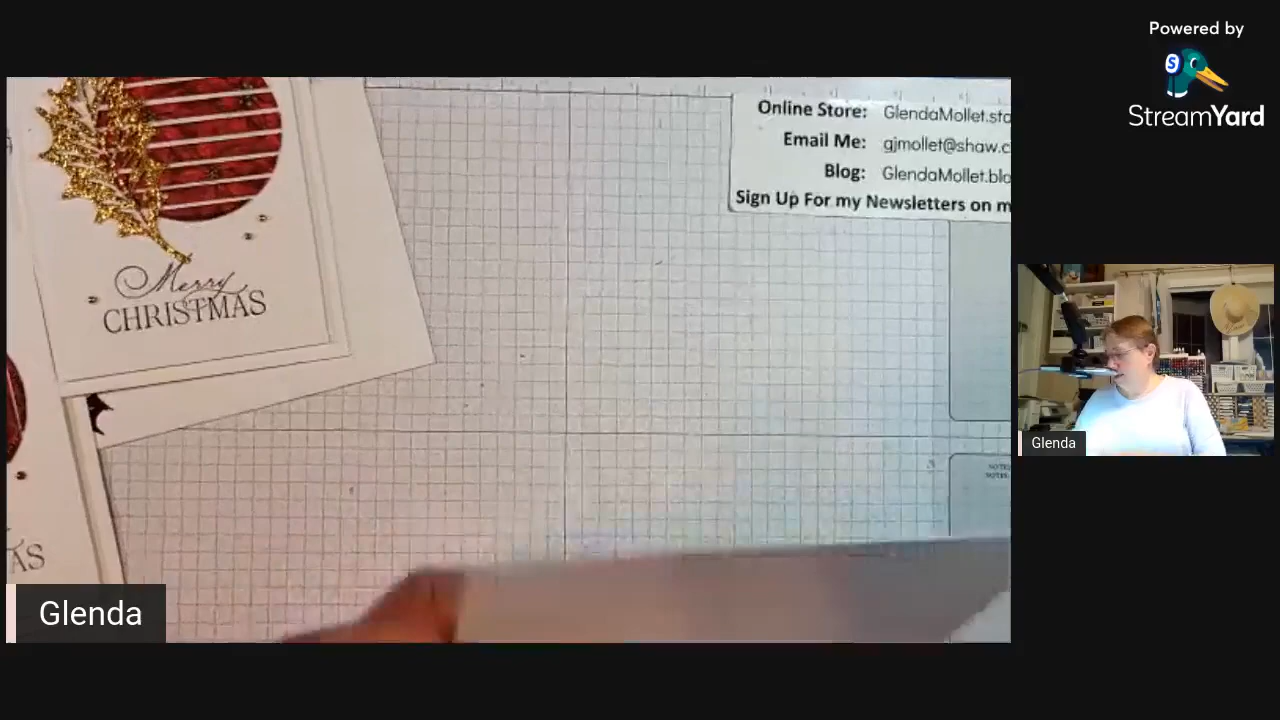 Powered by
StreamYard
Online Store: GlendaMollet.sto
Email Me: gjmollet@shaw.c
Blog: GlendaMollet.blo
Sign Up For my Newsletters on m
Merry
CHRISTMAS
AS
Glenda
Glenda